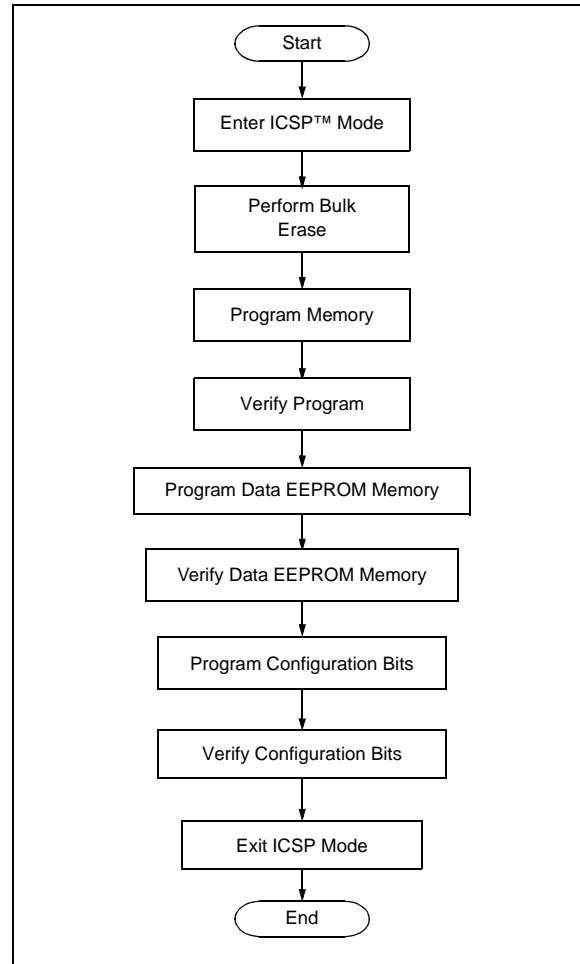 Start
Enter ICSP™ Mode
Perform Bulk
Erase
Program Memory
Verify Program
Program Data EEPROM Memory
Verify Data EEPROM Memory
Program Configuration Bits
Verify Configuration Bits
Exit ICSP Mode
End